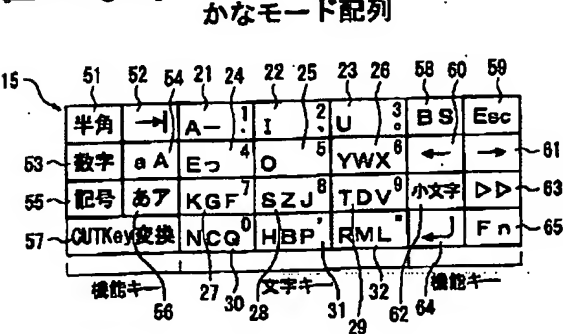 かなモード配列
51 52 54 21 24 22 25 23 26 58 60 59
15
半角 →| A ー 1 . I 2 、 U 3 。 BS Esc
53 数字 aA E っ 4 O 5 YWX 6 ← → 61
55 記号 あア KGF 7 SZJ 8 TDV 9 小文字 ▷▷ 63
57 CUTKey 変換 NCQ 0 HBP ' RML " ↵ Fn 65
機能キー 56 27 30 28 文字キー 31 29 32 62 64 機能キー